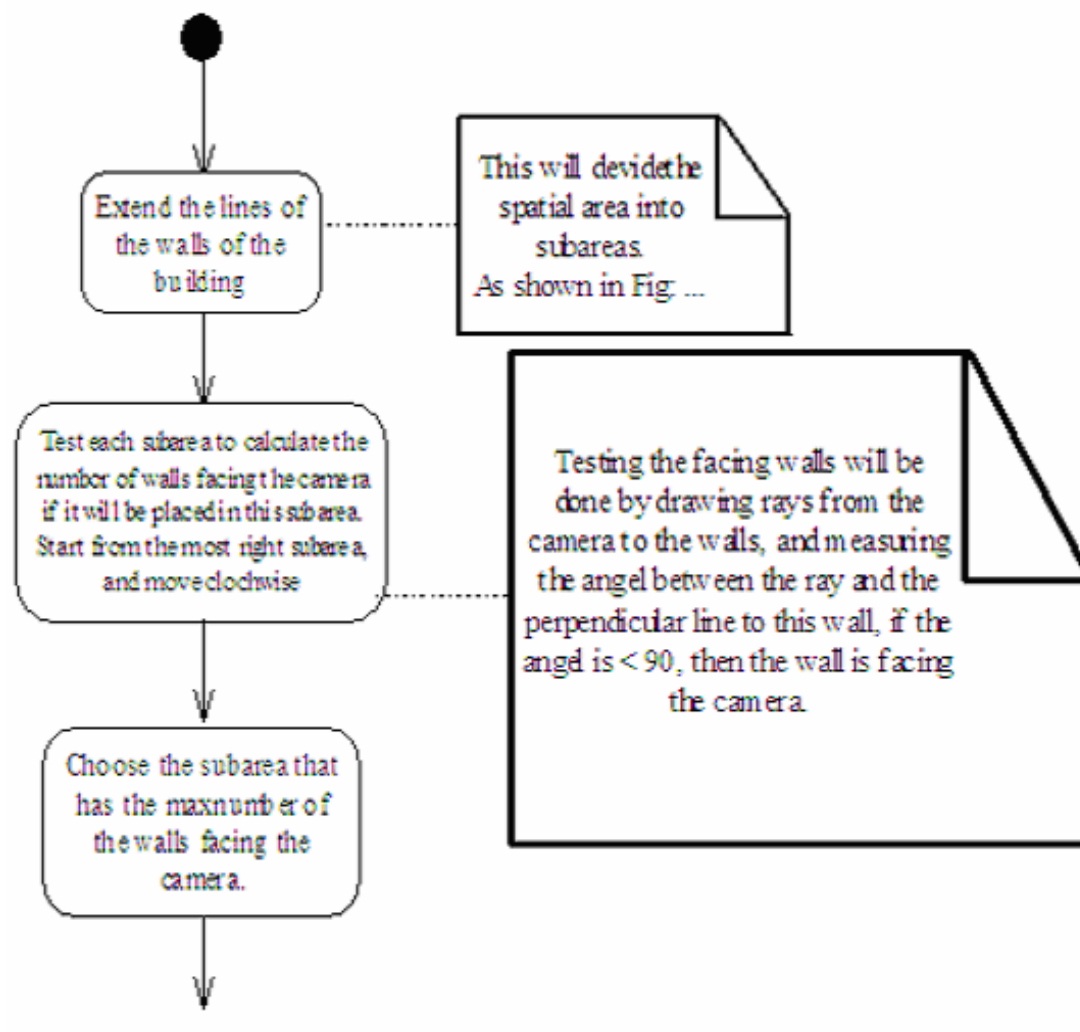 Extend the lines of
the walls of the
building
This will devidethe
spatial area into
subareas.
As shown in Fig: ...
Test each subarea to calculate the
number of walls facing the camera
if it will be placed in this subarea.
Start from the most right subarea,
and move clochwise
Testing the facing walls will be
done by drawing rays from the
camera to the walls, and measuring
the angel between the ray and the
perpendicular line to this wall, if the
angel is < 90, then the wall is facing
the camera.
Choose the subarea that
has the maxnumber of
the walls facing the
camera.